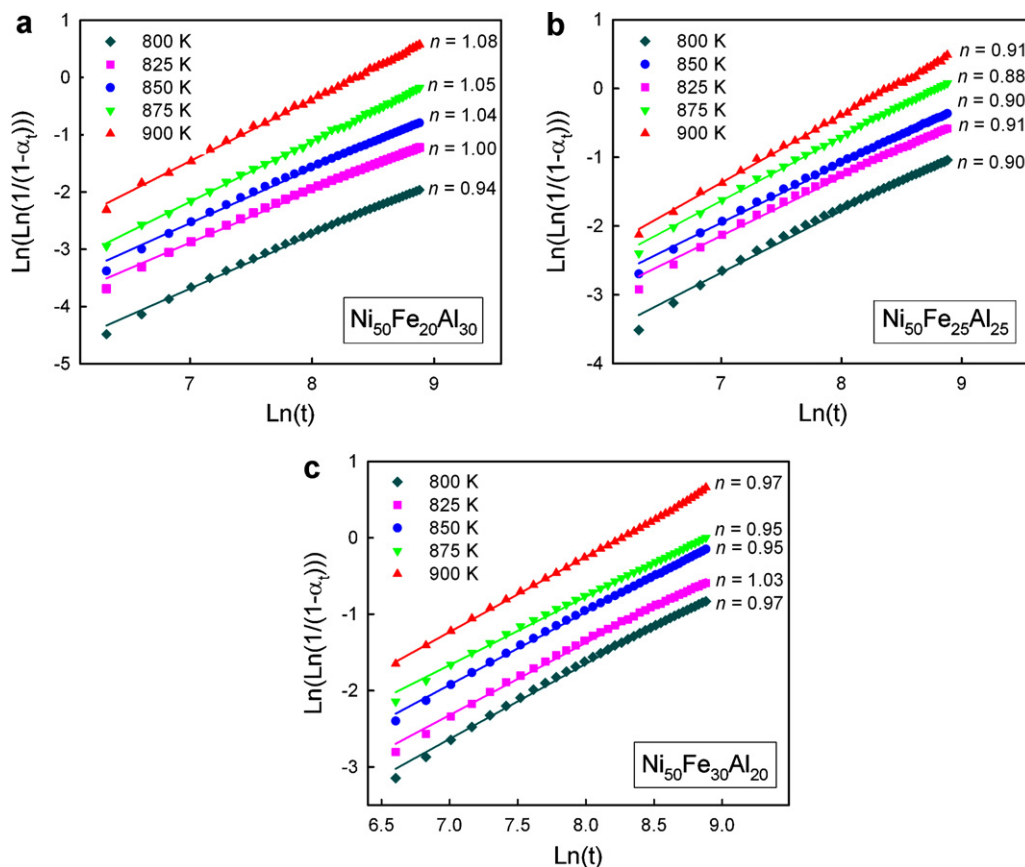 a
Ln(Ln(1/(1-αt)))
1
0
-1
-2
-3
-4
-5
800 K
825 K
850 K
875 K
900 K
n = 1.08
n = 1.05
n = 1.04
n = 1.00
n = 0.94
Ni50Fe20Al30
7
8
9
Ln(t)
b
Ln(Ln(1/(1-αt)))
1
0
-1
-2
-3
-4
800 K
850 K
825 K
875 K
900 K
n = 0.91
n = 0.88
n = 0.90
n = 0.91
n = 0.90
Ni50Fe25Al25
7
8
9
Ln(t)
c
Ln(Ln(1/(1-αt)))
1
0
-1
-2
-3
800 K
825 K
850 K
875 K
900 K
n = 0.97
n = 0.95
n = 0.95
n = 1.03
n = 0.97
Ni50Fe30Al20
6.5
7.0
7.5
8.0
8.5
9.0
Ln(t)